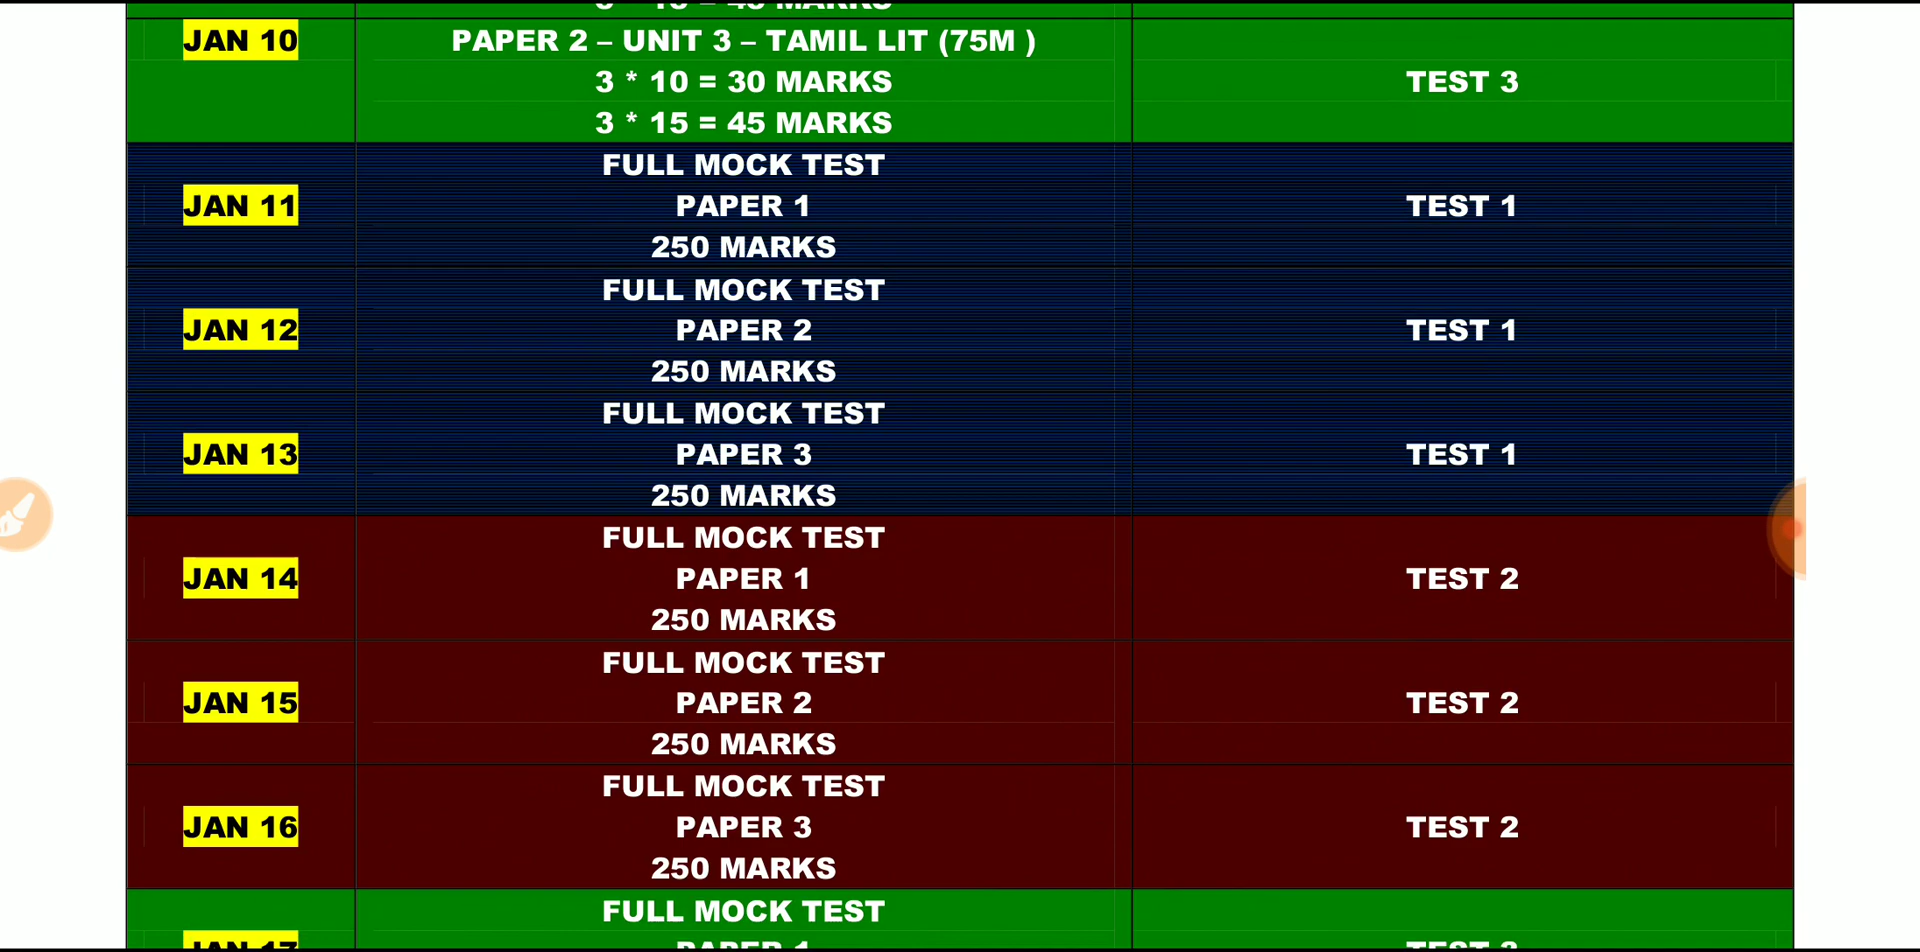 JAN 10
PAPER 2 – UNIT 3 – TAMIL LIT (75M )
3 * 10 = 30 MARKS
3 * 15 = 45 MARKS
TEST 3
JAN 11
FULL MOCK TEST
PAPER 1
250 MARKS
TEST 1
JAN 12
FULL MOCK TEST
PAPER 2
250 MARKS
TEST 1
JAN 13
FULL MOCK TEST
PAPER 3
250 MARKS
TEST 1
JAN 14
FULL MOCK TEST
PAPER 1
250 MARKS
TEST 2
JAN 15
FULL MOCK TEST
PAPER 2
250 MARKS
TEST 2
JAN 16
FULL MOCK TEST
PAPER 3
250 MARKS
TEST 2
JAN 17
FULL MOCK TEST
PAPER 1